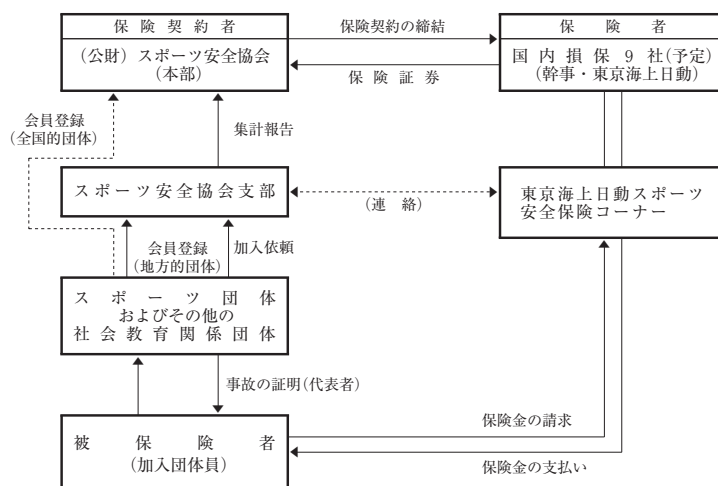 保険契約者
(公財)スポーツ安全協会
(本部)
保険契約の締結
保険証券
保険者
国内損保9社(予定)
(幹事・東京海上日動)
会員登録
(全国的団体)
集計報告
スポーツ安全協会支部
(連絡)
東京海上日動スポーツ
安全保険コーナー
会員登録
(地方的団体)
加入依頼
スポーツ団体
およびその他の
社会教育関係団体
事故の証明(代表者)
被保険者
(加入団体員)
保険金の請求
保険金の支払い